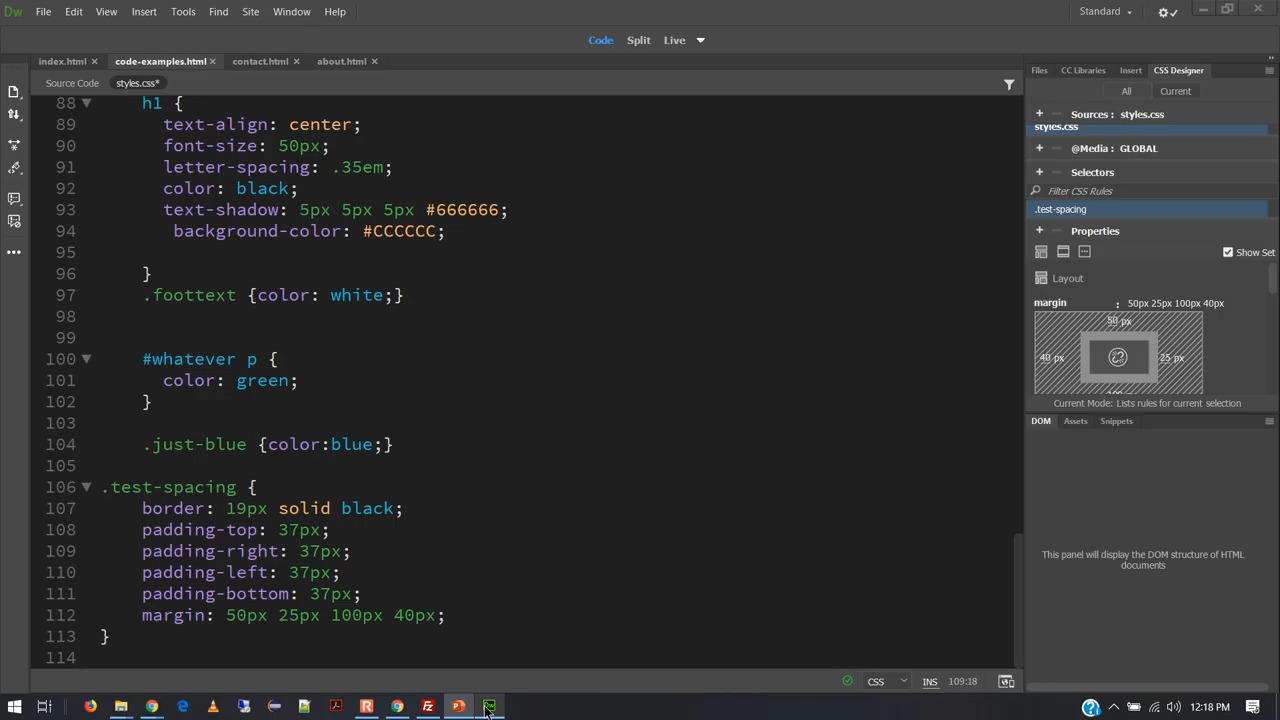 Dw File Edit View Insert Tools Find Site Window Help Standard
Code Split Live
index.html code-examples.html contact.html about.html
Source Code styles.css*
88 h1 {
89 text-align: center;
90 font-size: 50px;
91 letter-spacing: .35em;
92 color: black;
93 text-shadow: 5px 5px 5px #666666;
94 background-color: #CCCCCC;
95
96 }
97 .foottext {color: white;}
98
99
100 #whatever p {
101 color: green;
102 }
103
104 .just-blue {color:blue;}
105
106 .test-spacing {
107 border: 19px solid black;
108 padding-top: 37px;
109 padding-right: 37px;
110 padding-left: 37px;
111 padding-bottom: 37px;
112 margin: 50px 25px 100px 40px;
113 }
114
CSS INS 109:18
Files CC Libraries Insert CSS Designer
All Current
Sources: styles.css
styles.css
@Media: GLOBAL
Selectors
Filter CSS Rules
.test-spacing
Properties
Show Set
Layout
margin : 50px 25px 100px 40px
50 px
40 px 25 px
Current Mode: Lists rules for current selection
DOM Assets Snippets
This panel will display the DOM structure of HTML
documents
Fz Dw 12:18 PM